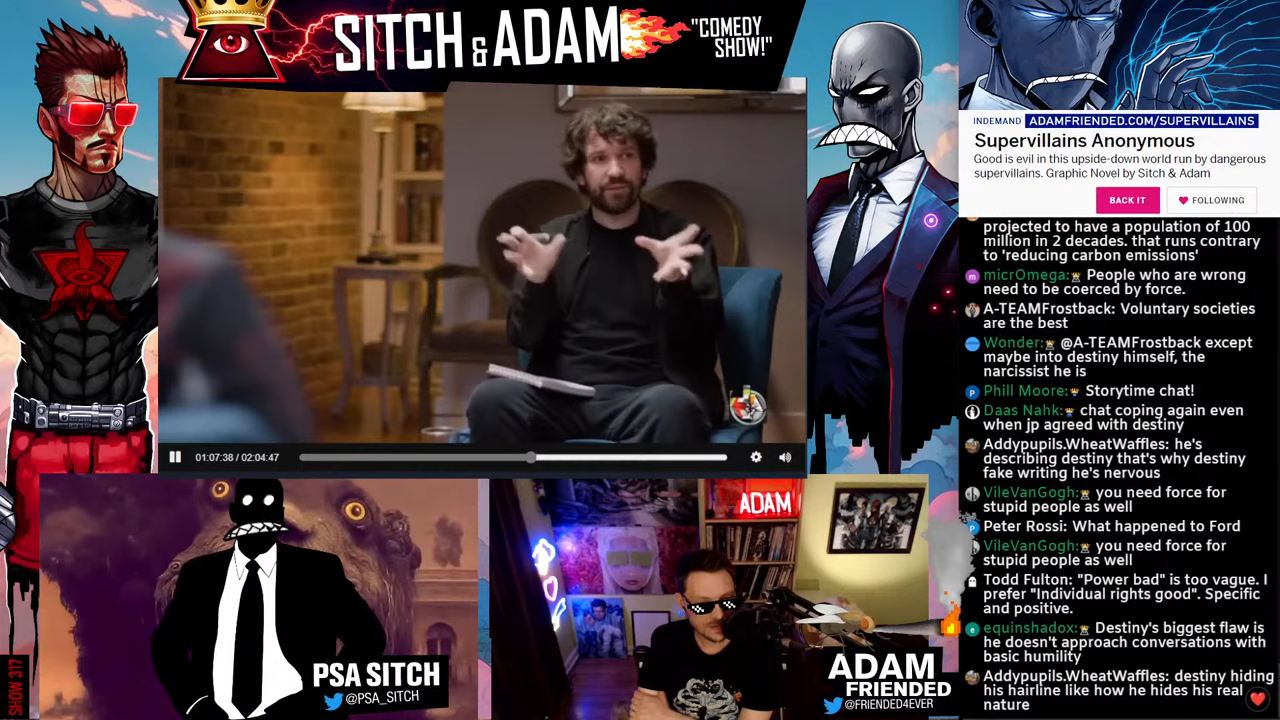 SITCH & ADAM
"COMEDY
SHOW!"
INDEMAND ADAMFRIENDED.COM/SUPERVILLAINS
Supervillains Anonymous
Good is evil in this upside-down world run by dangerous
supervillains. Graphic Novel by Sitch & Adam
BACK IT
FOLLOWING
projected to have a population of 100
million in 2 decades. that runs contrary
to 'reducing carbon emissions'
micrOmega: People who are wrong
need to be coerced by force.
A-TEAMFrostback: Voluntary societies
are the best
Wonder: @A-TEAMFrostback except
maybe into destiny himself, the
narcissist he is
Phill Moore: Storytime chat!
Daas Nahk: chat coping again even
when jp agreed with destiny
Addypupils.WheatWaffles: he's
describing destiny that's why destiny
fake writing he's nervous
VileVanGogh: you need force for
stupid people as well
Peter Rossi: What happened to Ford
VileVanGogh: you need force for
stupid people as well
Todd Fulton: "Power bad" is too vague. I
prefer "Individual rights good". Specific
and positive.
equinshadox: Destiny's biggest flaw is
he doesn't approach conversations with
basic humility
Addypupils.WheatWaffles: destiny hiding
his hairline like how he hides his real
nature
01:07:38 / 02:04:47
ADAM
PSA SITCH
@PSA_SITCH
ADAM
FRIENDED
@FRIENDED4EVER
SHOW 317